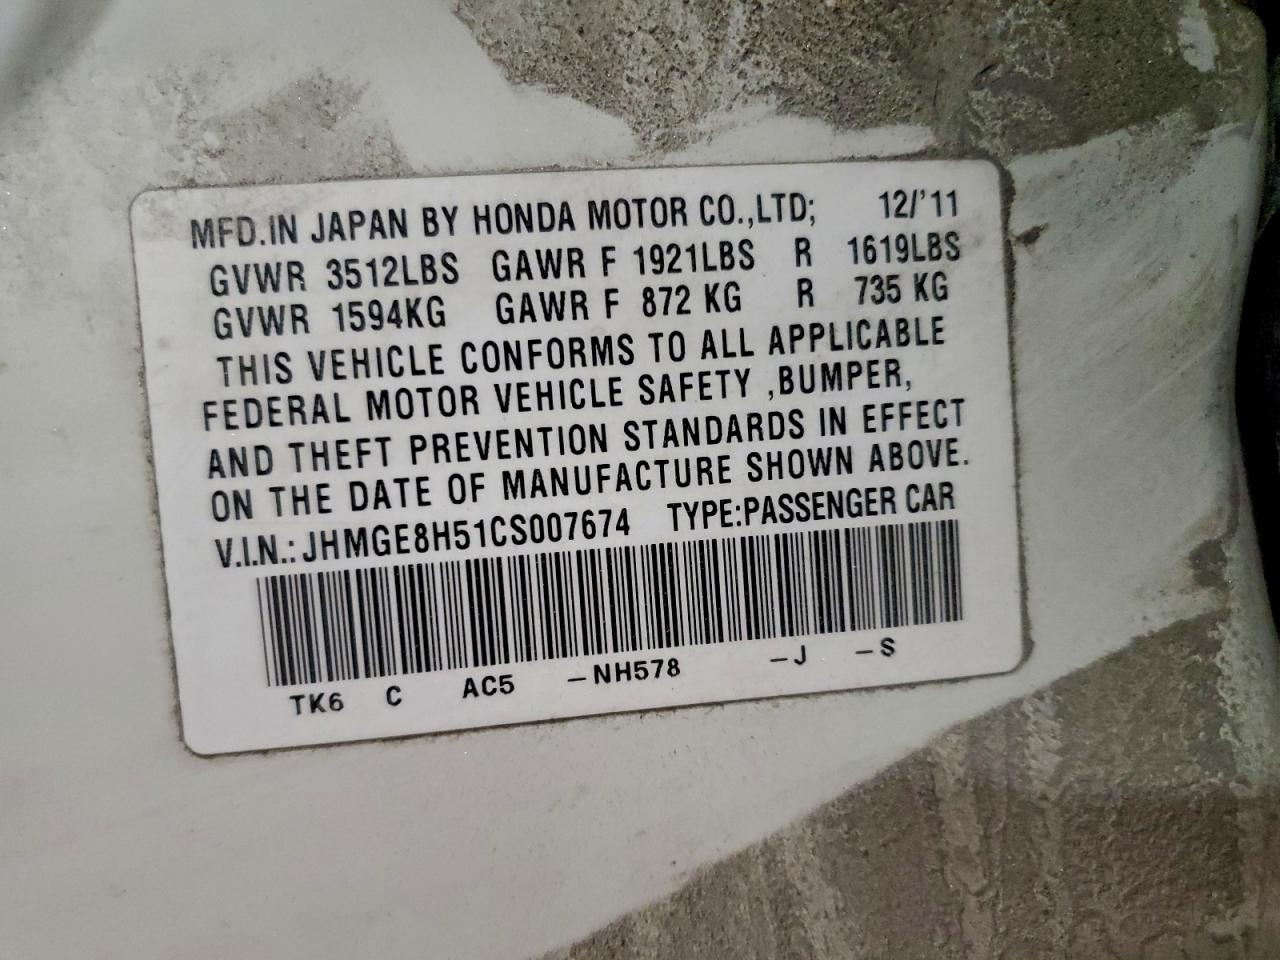 MFD.IN JAPAN BY HONDA MOTOR CO.,LTD; 12/'11
GVWR 3512LBS GAWR F 1921LBS R 1619LBS
GVWR 1594KG GAWR F 872 KG R 735 KG
THIS VEHICLE CONFORMS TO ALL APPLICABLE
FEDERAL MOTOR VEHICLE SAFETY ,BUMPER,
AND THEFT PREVENTION STANDARDS IN EFFECT
ON THE DATE OF MANUFACTURE SHOWN ABOVE.
V.I.N.: JHMGE8H51CS007674 TYPE:PASSENGER CAR
TK6 C AC5 –NH578 –J –S